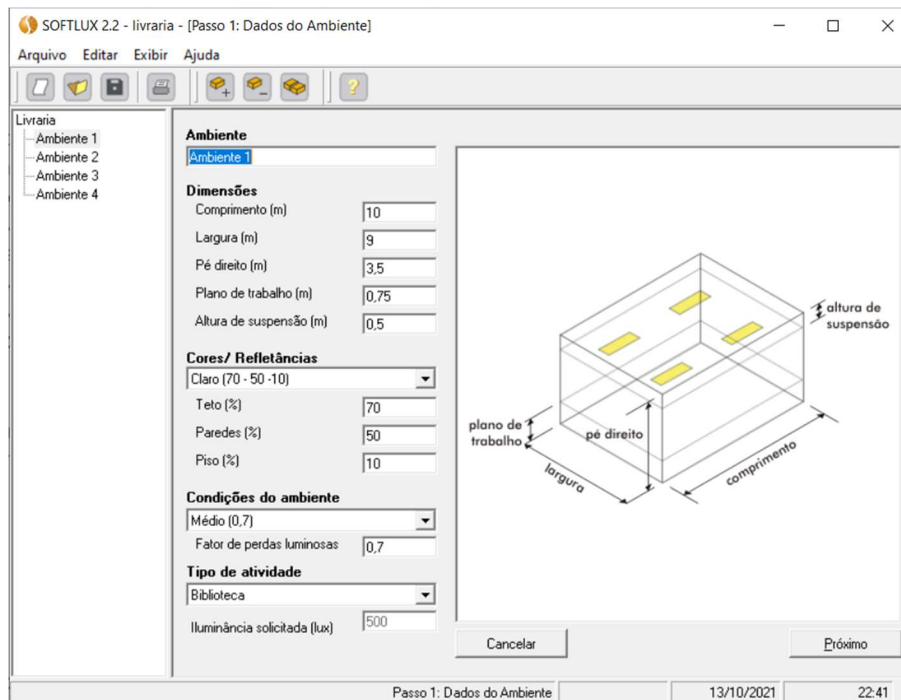 SOFTLUX 2.2 - livraria - [Passo 1: Dados do Ambiente]
Arquivo Editar Exibir Ajuda
Livraria
Ambiente 1
Ambiente 2
Ambiente 3
Ambiente 4
Ambiente
Ambiente 1
Dimensões
Comprimento (m) 10
Largura (m) 9
Pé direito (m) 3,5
Plano de trabalho (m) 0,75
Altura de suspensão (m) 0,5
Cores/ Refletâncias
Claro (70 - 50 -10)
Teto (%) 70
Paredes (%) 50
Piso (%) 10
Condições do ambiente
Médio (0,7)
Fator de perdas luminosas 0,7
Tipo de atividade
Biblioteca
Iluminância solicitada (lux) 500
altura de
suspensão
plano de
trabalho
pé direito
largura
comprimento
Cancelar Próximo
Passo 1: Dados do Ambiente 13/10/2021 22:41